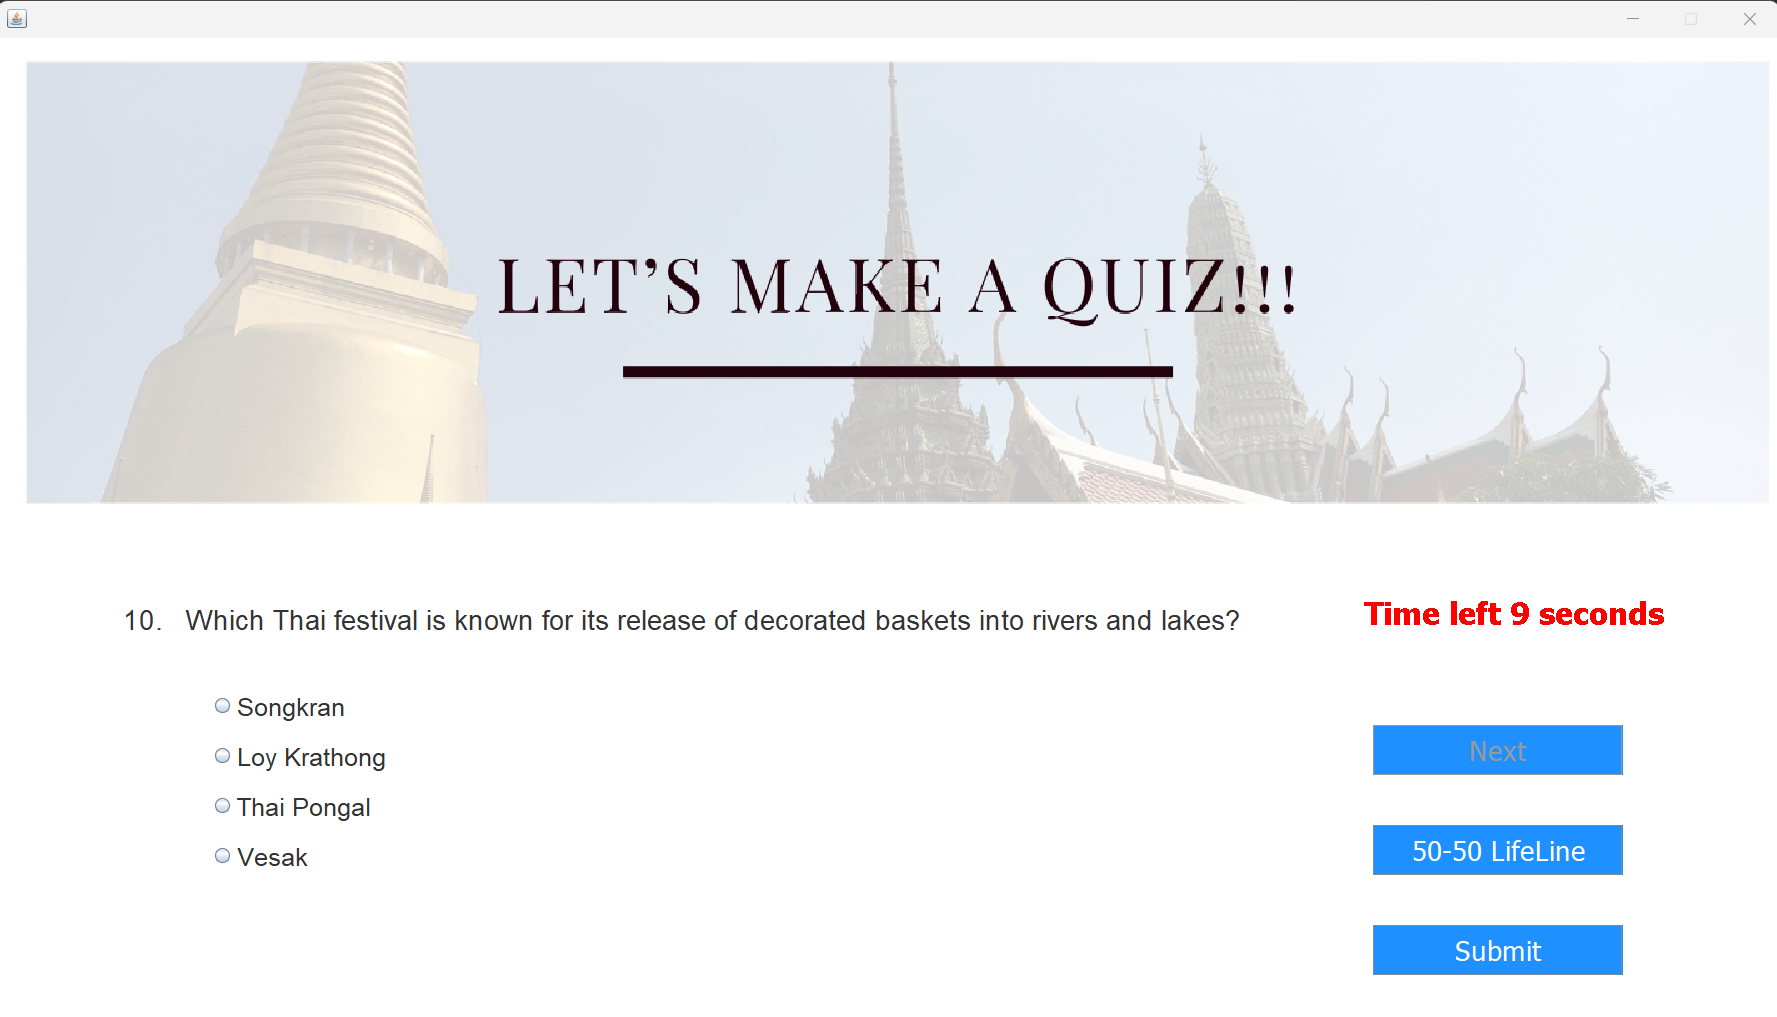 LET’S MAKE A QUIZ!!!
10. Which Thai festival is known for its release of decorated baskets into rivers and lakes?
Time left 9 seconds
Songkran
Loy Krathong
Thai Pongal
Vesak
Next
50-50 LifeLine
Submit